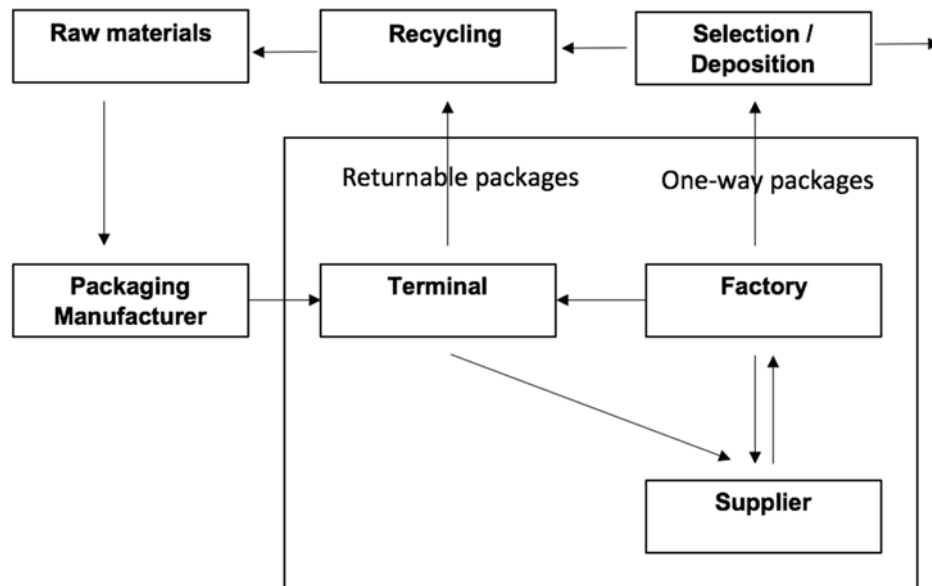 Raw materials
Recycling
Selection /
Deposition
Returnable packages
One-way packages
Packaging
Manufacturer
Terminal
Factory
Supplier